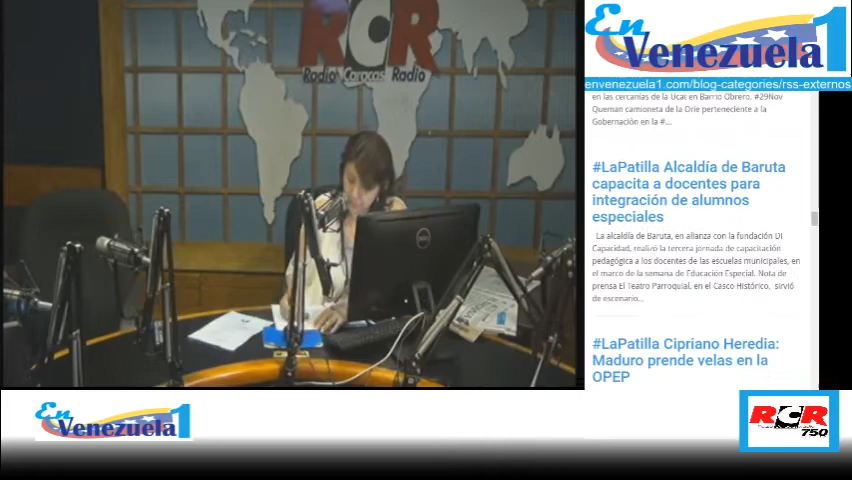 RCR
Radio Caracas Radio
DELL
En
Venezuela 1
envenezuela1.com/blog-categories/rss-externos
en las cercanías de la Ucat en Barrio Obrero. #29Nov
Queman camioneta de la Orie perteneciente a la
Gobernación en la #...
#LaPatilla Alcaldía de Baruta
capacita a docentes para
integración de alumnos
especiales
La alcaldía de Baruta, en alianza con la fundación DI
Capacidad, realizó la tercera jornada de capacitación
pedagógica a los docentes de las escuelas municipales, en
el marco de la semana de Educación Especial. Nota de
prensa El Teatro Parroquial, en el Casco Histórico, sirvió
de escenario...
#LaPatilla Cipriano Heredia:
Maduro prende velas en la
OPEP
En
Venezuela 1
RCR
750